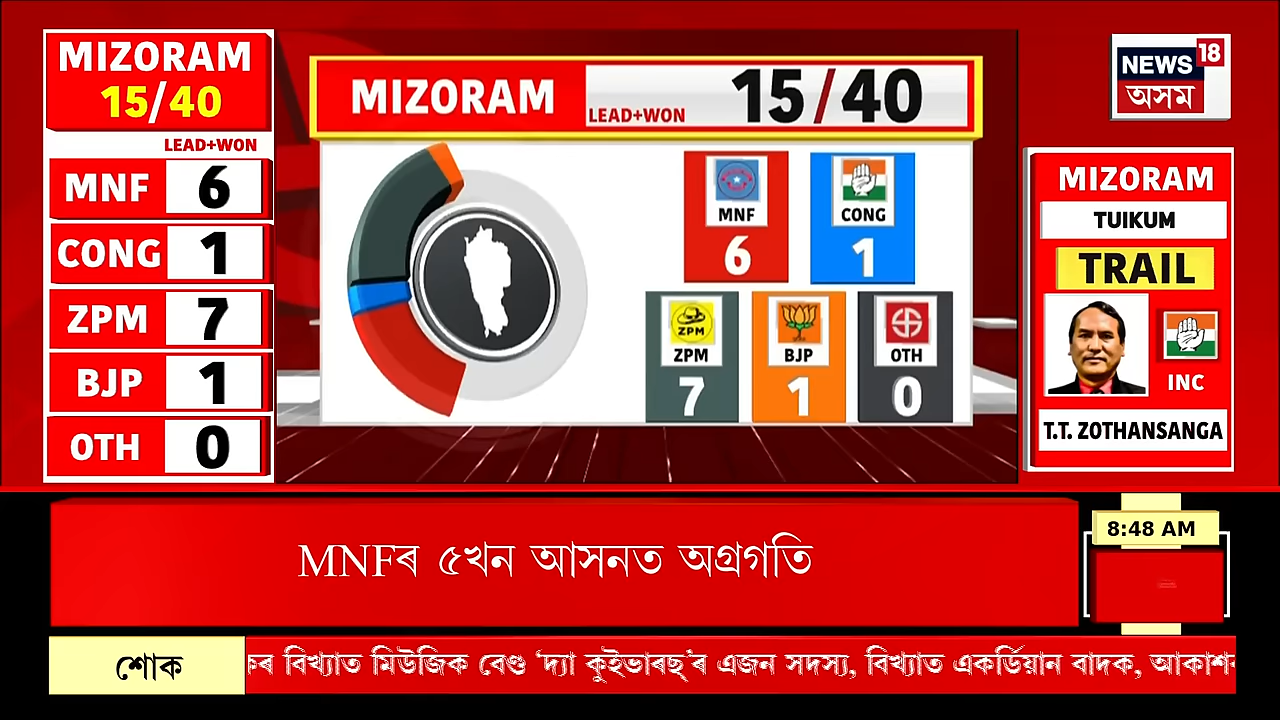 MIZORAM
15/40
LEAD+WON
MNF 6
CONG 1
ZPM 7
BJP 1
OTH 0
MIZORAM LEAD+WON 15/40
MNF
6
CONG
1
ZPM
ZPM
7
BJP
1
OTH
0
NEWS 18
অসম
MIZORAM
TUIKUM
TRAIL
INC
T.T. ZOTHANSANGA
MNFৰ ৫খন আসনত অগ্ৰগতি
8:48 AM
শোক
বিখ্যাত মিউজিক বেণ্ড ‘দ্যা কুইভাৰছ’ৰ এজন সদস্য, বিখ্যাত একৰ্ডিয়ান বাদক,